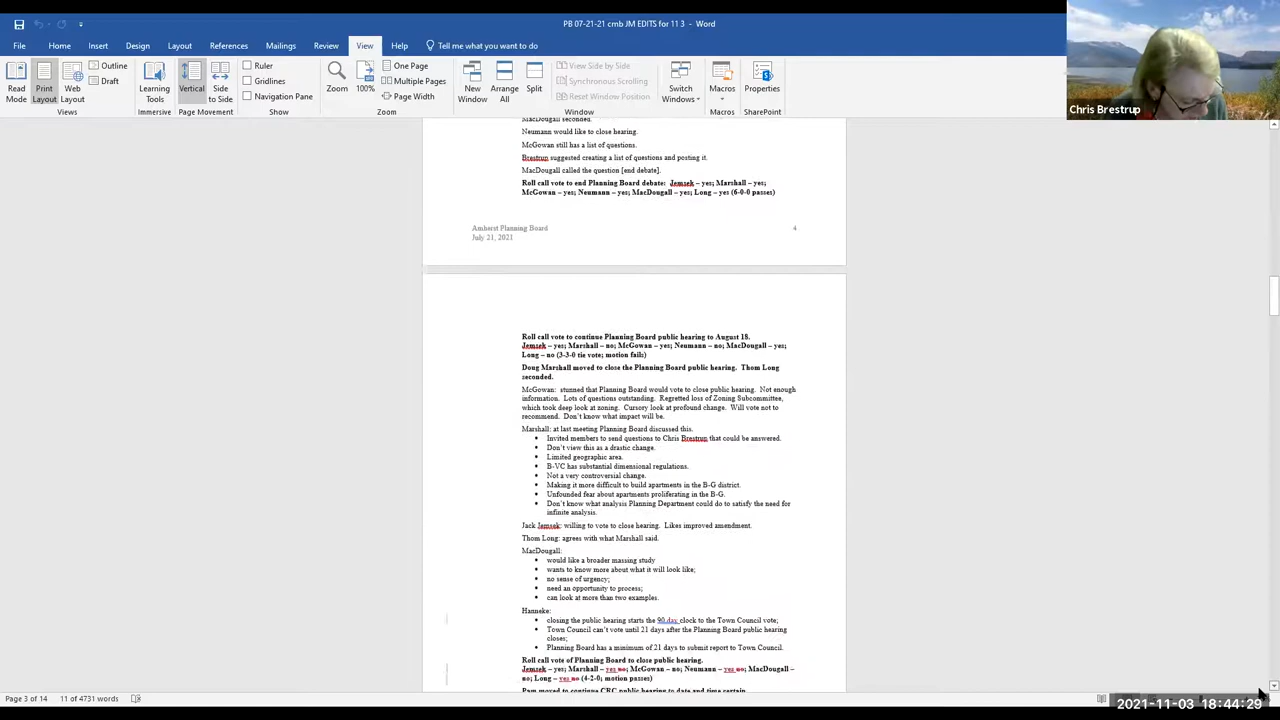 PB 07-21-21 cmb JM EDITS for 11 3 - Word
File Home Insert Design Layout References Mailings Review View Help Tell me what you want to do
Read Mode
Print Layout
Web Layout
Outline
Draft
Views
Learning Tools
Immersive
Vertical
Side to Side
Page Movement
Ruler
Gridlines
Navigation Pane
Show
Zoom
100%
One Page
Multiple Pages
Page Width
Zoom
New Window
Arrange All
Split
View Side by Side
Synchronous Scrolling
Reset Window Position
Window
Switch Windows
Macros
Macros
Properties
SharePoint
Chris Brestrup
MacDougall seconded.
Neumann would like to close hearing.
McGowan still has a list of questions.
Brestrup suggested creating a list of questions and posting it.
MacDougall called the question [end debate].
Roll call vote to end Planning Board debate: Jemsek – yes; Marshall – yes;
McGowan – yes; Neumann – yes; MacDougall – yes; Long – yes (6-0-0 passes)
Amherst Planning Board 4
July 21, 2021
Roll call vote to continue Planning Board public hearing to August 18.
Jemsek – yes; Marshall – no; McGowan – yes; Neumann – no; MacDougall – yes;
Long – no (3-3-0 tie vote; motion fails)
Doug Marshall moved to close the Planning Board public hearing. Thom Long
seconded.
McGowan: stunned that Planning Board would vote to close public hearing. Not enough
information. Lots of questions outstanding. Regretted loss of Zoning Subcommittee,
which took deep look at zoning. Cursory look at profound change. Will vote not to
recommend. Don't know what impact will be.
Marshall: at last meeting Planning Board discussed this.
• Invited members to send questions to Chris Brestrup that could be answered.
• Don't view this as a drastic change.
• Limited geographic area.
• B-VC has substantial dimensional regulations.
• Not a very controversial change.
• Making it more difficult to build apartments in the B-G district.
• Unfounded fear about apartments proliferating in the B-G.
• Don't know what analysis Planning Department could do to satisfy the need for
infinite analysis.
Jack Jemsek: willing to vote to close hearing. Likes improved amendment.
Thom Long: agrees with what Marshall said.
MacDougall:
• would like a broader massing study
• wants to know more about what it will look like;
• no sense of urgency;
• need an opportunity to process;
• can look at more than two examples.
Hanneke:
• closing the public hearing starts the 90 day clock to the Town Council vote;
• Town Council can't vote until 21 days after the Planning Board public hearing
closes;
• Planning Board has a minimum of 21 days to submit report to Town Council.
Roll call vote of Planning Board to close public hearing.
Jemsek – yes; Marshall – yes no; McGowan – no; Neumann – yes no; MacDougall –
no; Long – yes no (4-2-0; motion passes)
Pam moved to continue CRC public hearing to date and time certain.
Page 3 of 14 11 of 4731 words
2021-11-03 18:44:29